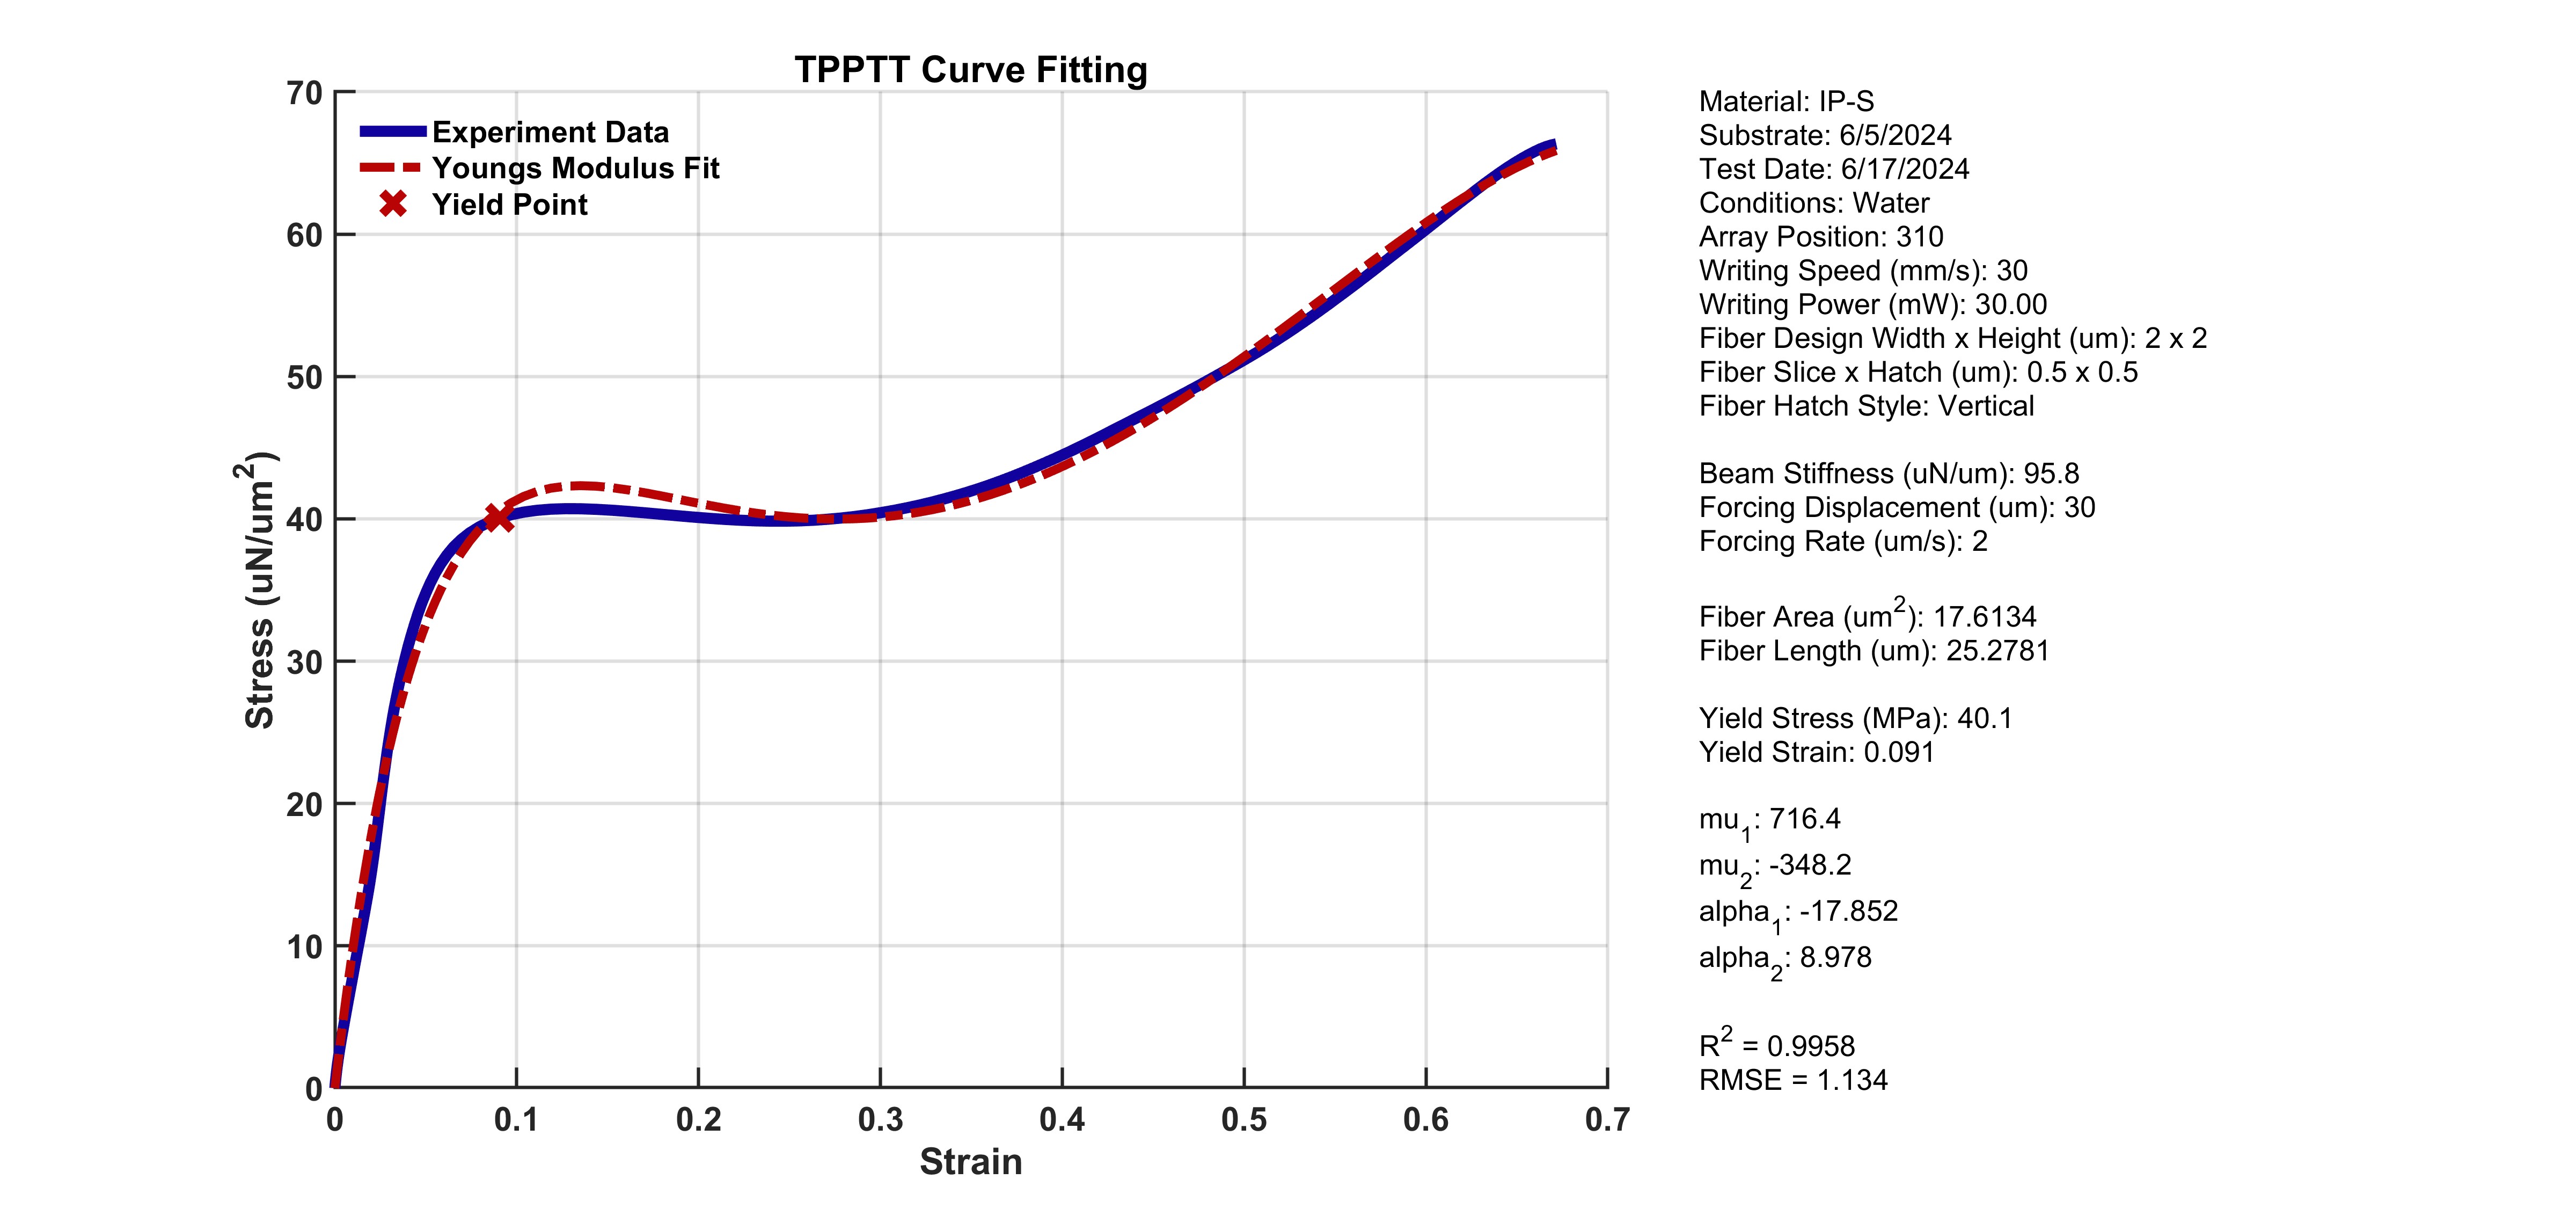 TPPTT Curve Fitting
70
60
50
40
30
20
10
0
Stress (uN/um²)
Experiment Data
Youngs Modulus Fit
Yield Point
0 0.1 0.2 0.3 0.4 0.5 0.6 0.7
Strain
Material: IP-S
Substrate: 6/5/2024
Test Date: 6/17/2024
Conditions: Water
Array Position: 310
Writing Speed (mm/s): 30
Writing Power (mW): 30.00
Fiber Design Width x Height (um): 2 x 2
Fiber Slice x Hatch (um): 0.5 x 0.5
Fiber Hatch Style: Vertical
Beam Stiffness (uN/um): 95.8
Forcing Displacement (um): 30
Forcing Rate (um/s): 2
Fiber Area (um²): 17.6134
Fiber Length (um): 25.2781
Yield Stress (MPa): 40.1
Yield Strain: 0.091
mu₁: 716.4
mu₂: -348.2
alpha₁: -17.852
alpha₂: 8.978
R² = 0.9958
RMSE = 1.134